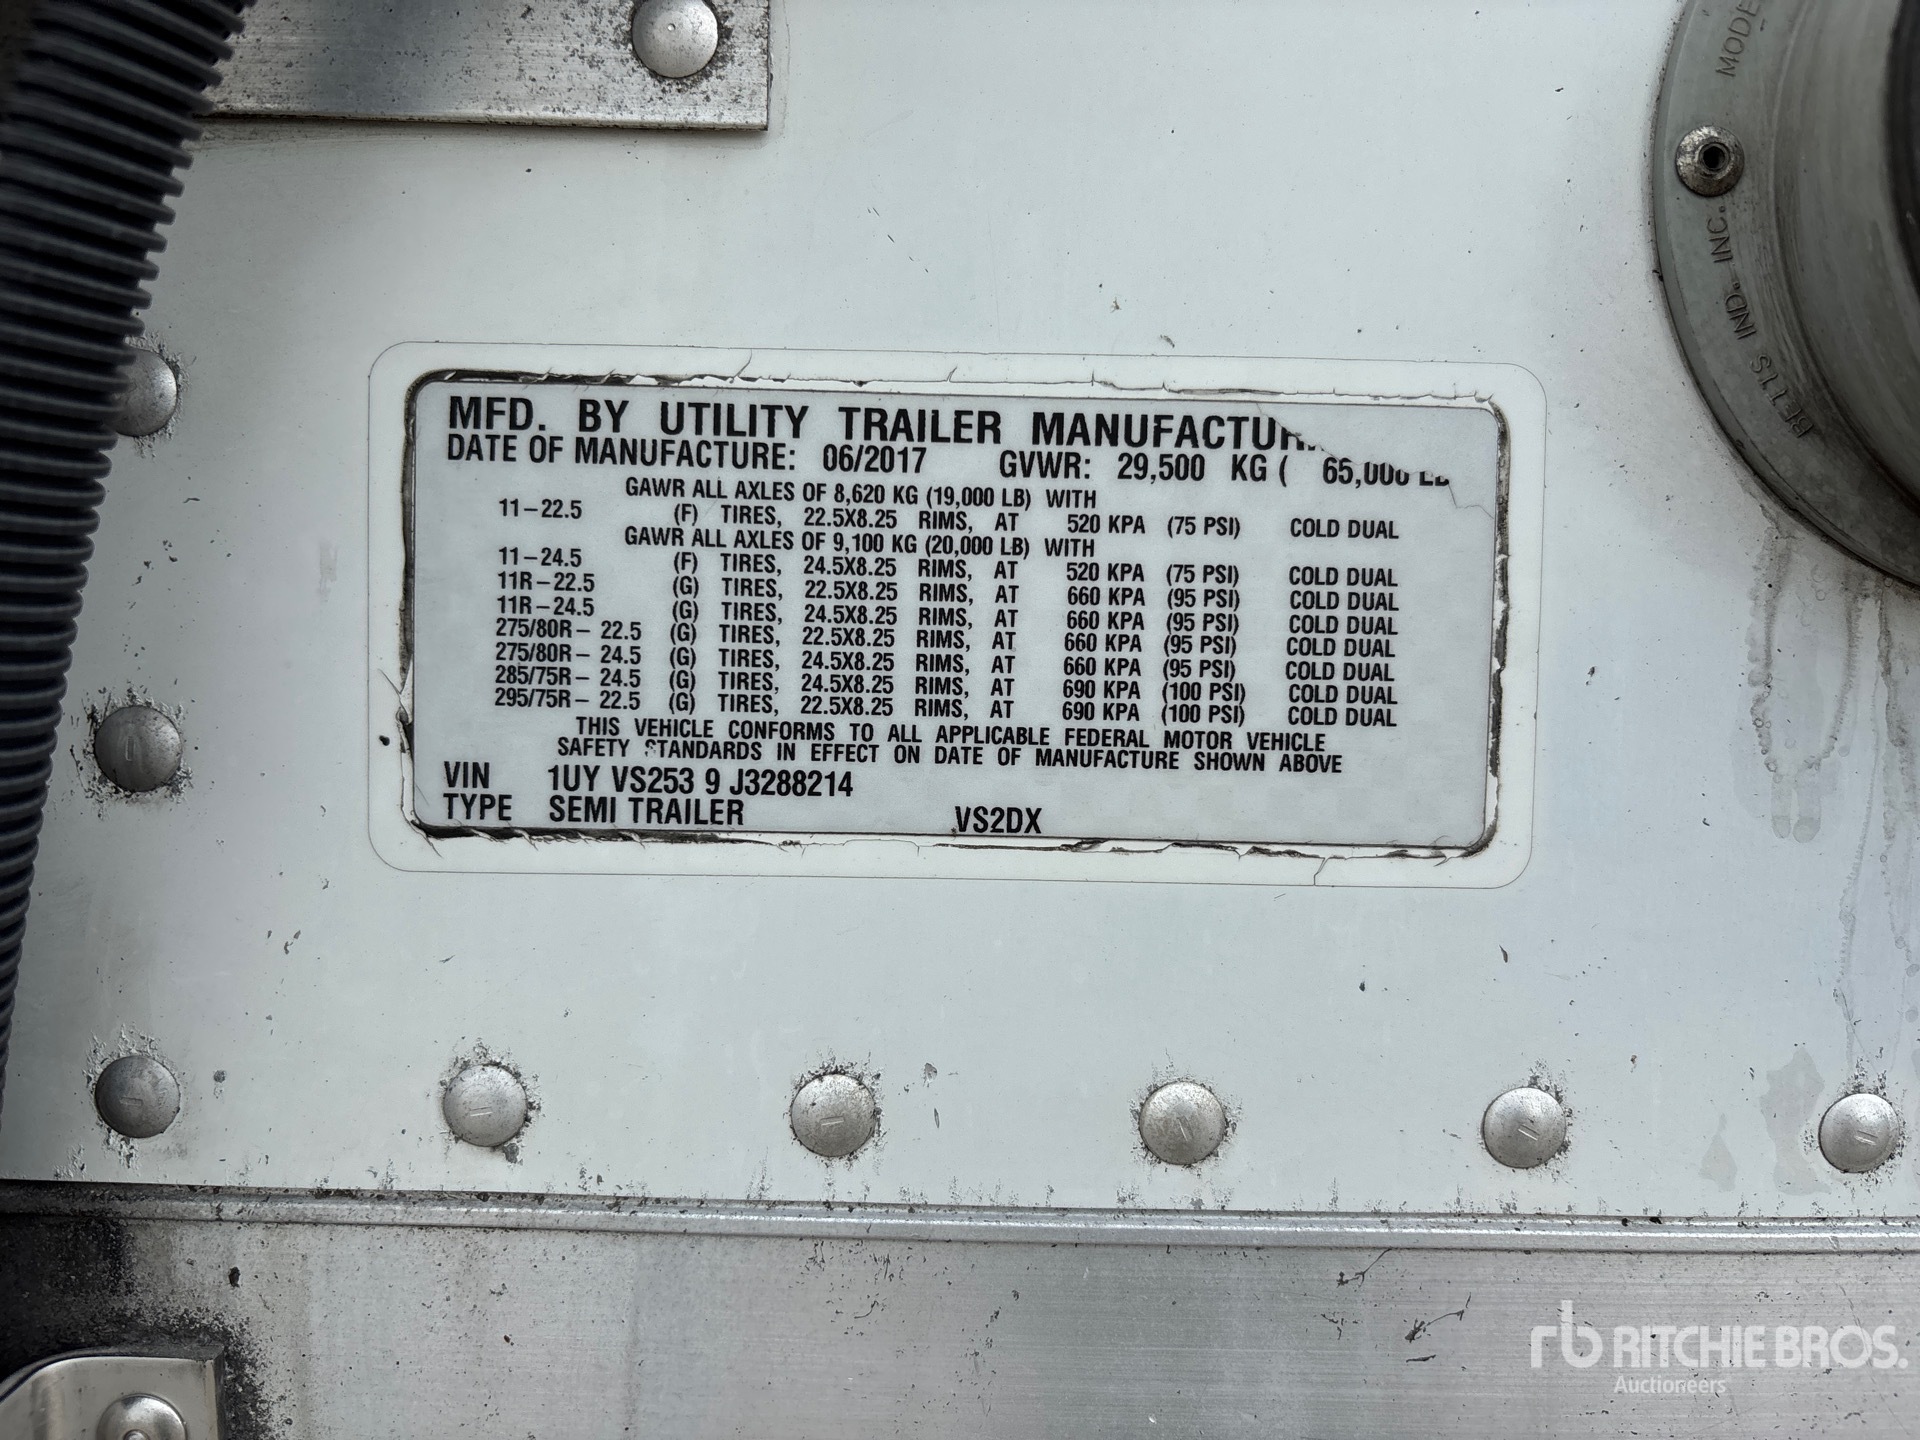 MFD. BY UTILITY TRAILER
DATE OF MANUFACTURE: 06/2017 GVWR: 29,500 KG ( 65,000 LB
GAWR ALL AXLES OF 8,620 KG (19,000 LB) WITH
11-22.5 (F) TIRES, 22.5X8.25 RIMS, AT 520 KPA (75 PSI) COLD DUAL
GAWR ALL AXLES OF 9,100 KG (20,000 LB) WITH
11-24.5 (F) TIRES, 24.5X8.25 RIMS, AT 520 KPA (75 PSI) COLD DUAL
11R-22.5 (G) TIRES, 22.5X8.25 RIMS, AT 660 KPA (95 PSI) COLD DUAL
11R-24.5 (G) TIRES, 24.5X8.25 RIMS, AT 660 KPA (95 PSI) COLD DUAL
275/80R- 22.5 (G) TIRES, 22.5X8.25 RIMS, AT 660 KPA (95 PSI) COLD DUAL
275/80R- 24.5 (G) TIRES, 24.5X8.25 RIMS, AT 660 KPA (95 PSI) COLD DUAL
285/75R- 24.5 (G) TIRES, 24.5X8.25 RIMS, AT 690 KPA (100 PSI) COLD DUAL
295/75R- 22.5 (G) TIRES, 22.5X8.25 RIMS, AT 690 KPA (100 PSI) COLD DUAL
THIS VEHICLE CONFORMS TO ALL APPLICABLE FEDERAL MOTOR VEHICLE
SAFETY STANDARDS IN EFFECT ON DATE OF MANUFACTURE SHOWN ABOVE
VIN 1UY VS253 9 J3288214
TYPE SEMI TRAILER VS2DX
BETTS IND. INC.
rb RITCHIE BROS.
Auctioneers